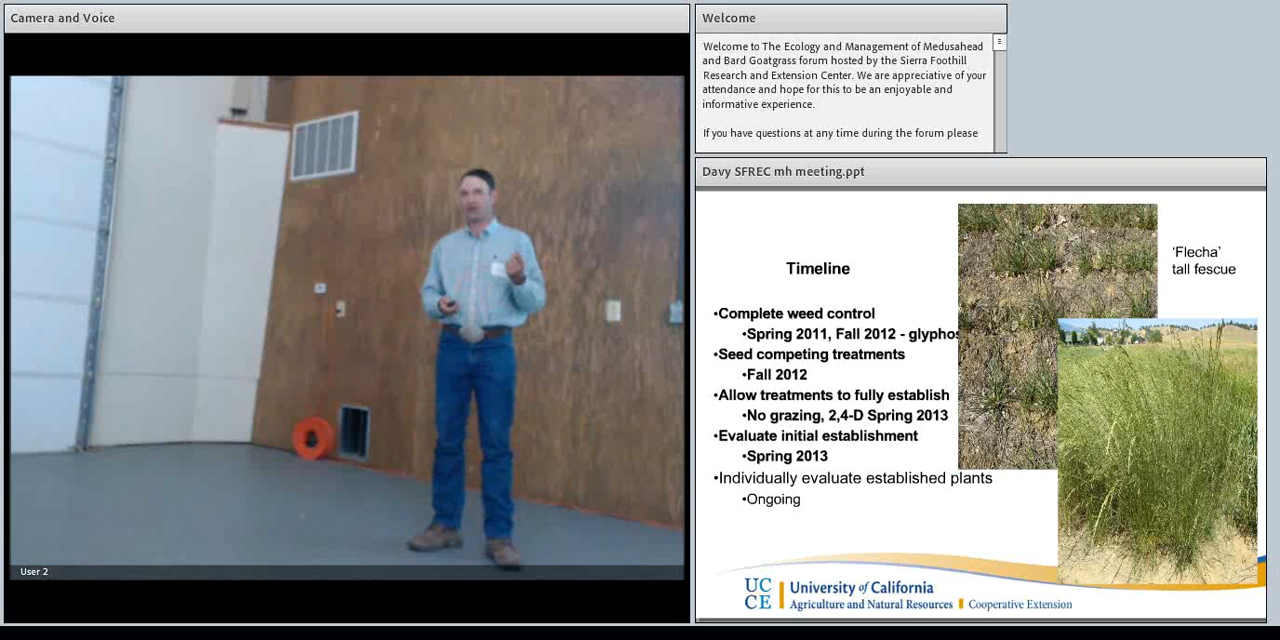 Camera and Voice
User 2
Welcome
Welcome to The Ecology and Management of Medusahead
and Bard Goatgrass forum hosted by the Sierra Foothill
Research and Extension Center. We are appreciative of your
attendance and hope for this to be an enjoyable and
informative experience.
If you have questions at any time during the forum please
Davy SFREC mh meeting.ppt
'Flecha'
tall fescue
Timeline
•Complete weed control
•Spring 2011, Fall 2012 - glyphos
•Seed competing treatments
•Fall 2012
•Allow treatments to fully establish
•No grazing, 2,4-D Spring 2013
•Evaluate initial establishment
•Spring 2013
•Individually evaluate established plants
•Ongoing
UC
CE
University of California
Agriculture and Natural Resources
Cooperative Extension